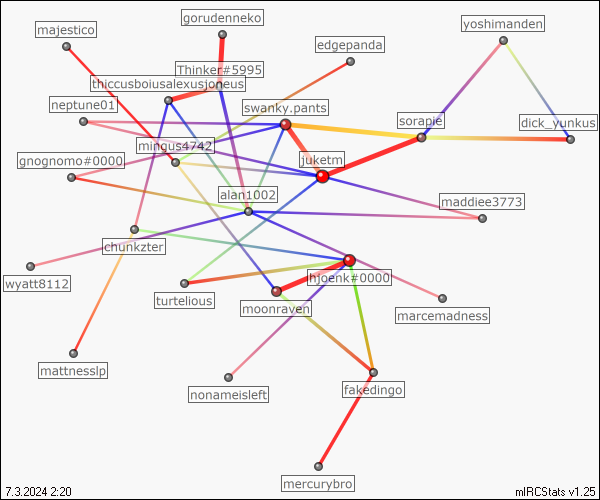 gorudenneko
majestico
yoshimanden
edgepanda
Thinker#5995
thiccusboiusalexusjoneus
neptune01
swanky.pants
sorapie
dick_yunkus
mingus4742
gnognomo#0000
juketm
alan1002
maddiee3773
chunkzter
wyatt8112
hjoenk#0000
turtelious
moonraven
marcemadness
mattnesslp
nonameisleft
fakedingo
mercurybro
7.3.2024 2:20
mIRCStats v1.25